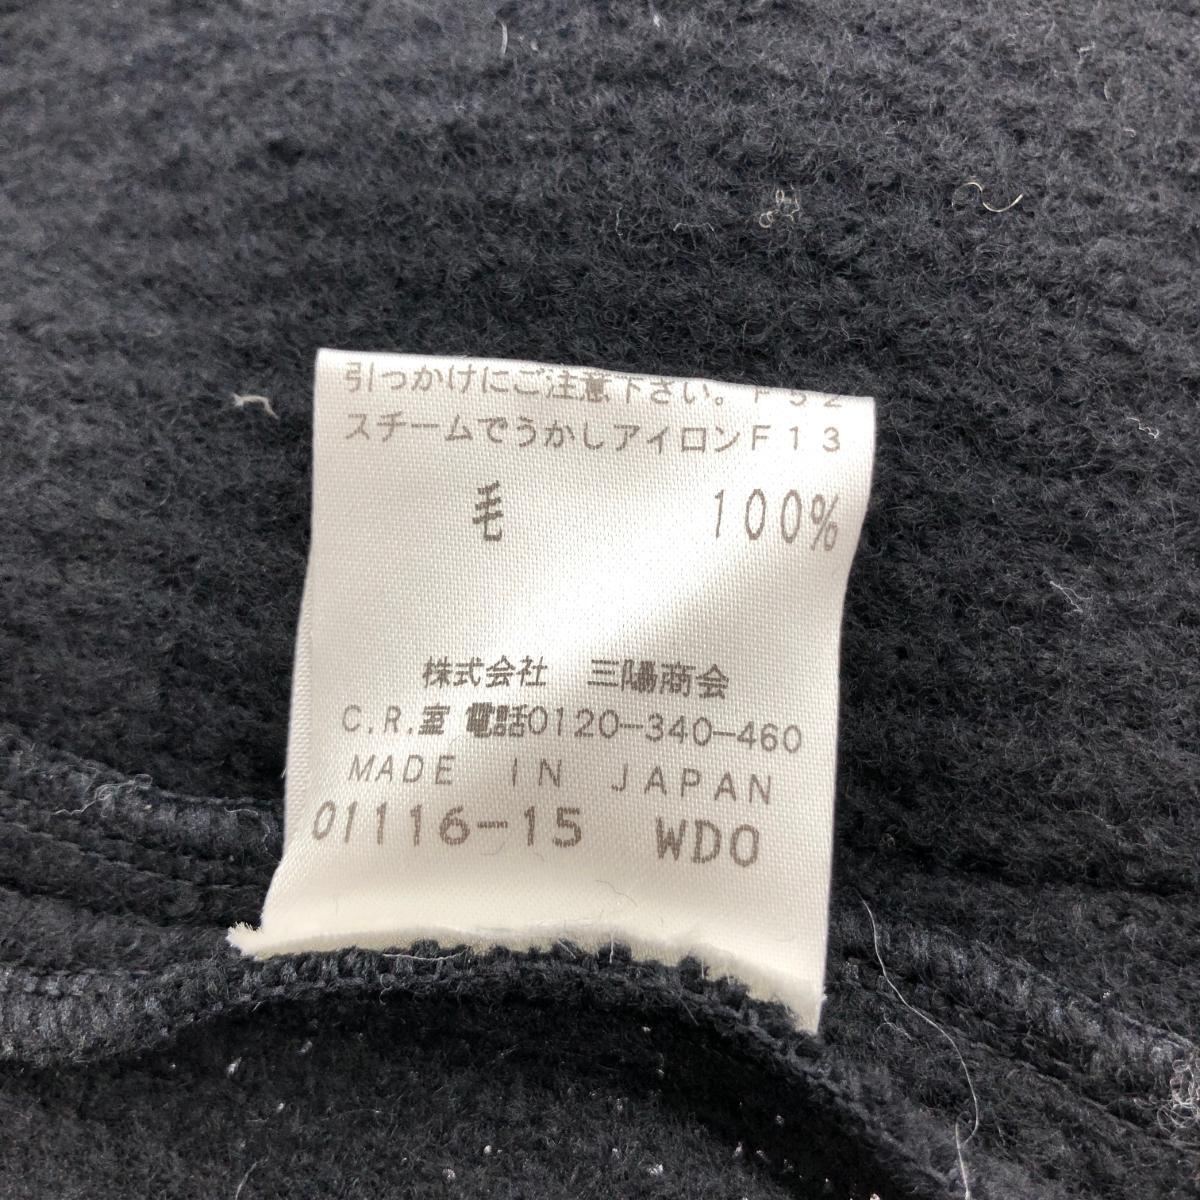 引っかけにご注意下さい。F52
スチームでうかしアイロンF13
毛 100%
株式会社 三陽商会
C.R.室 電話0120-340-460
MADE IN JAPAN
01116-15 WDO